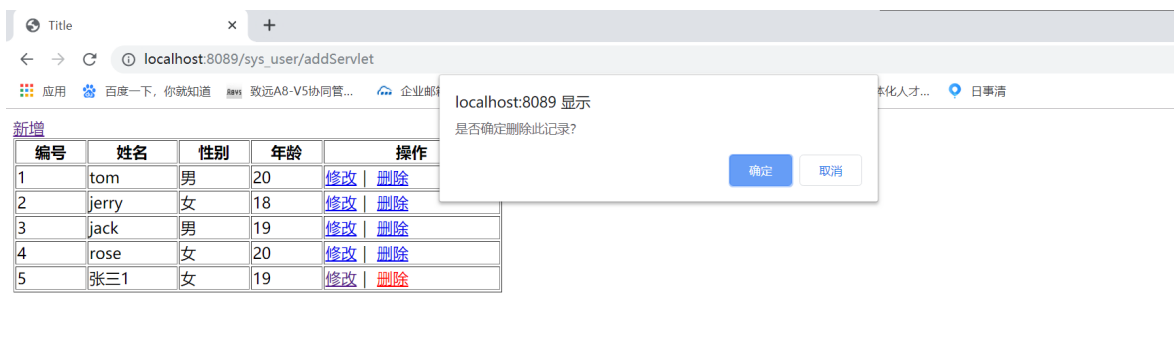 Title
localhost:8089/sys_user/addServlet
应用 百度一下，你就知道 致远A8-V5协同管... 企业邮 体化人才... 日事清
localhost:8089 显示
是否确定删除此记录?
确定 取消
新增
编号 姓名 性别 年龄 操作
1 tom 男 20 修改 | 删除
2 jerry 女 18 修改 | 删除
3 jack 男 19 修改 | 删除
4 rose 女 20 修改 | 删除
5 张三1 女 19 修改 | 删除